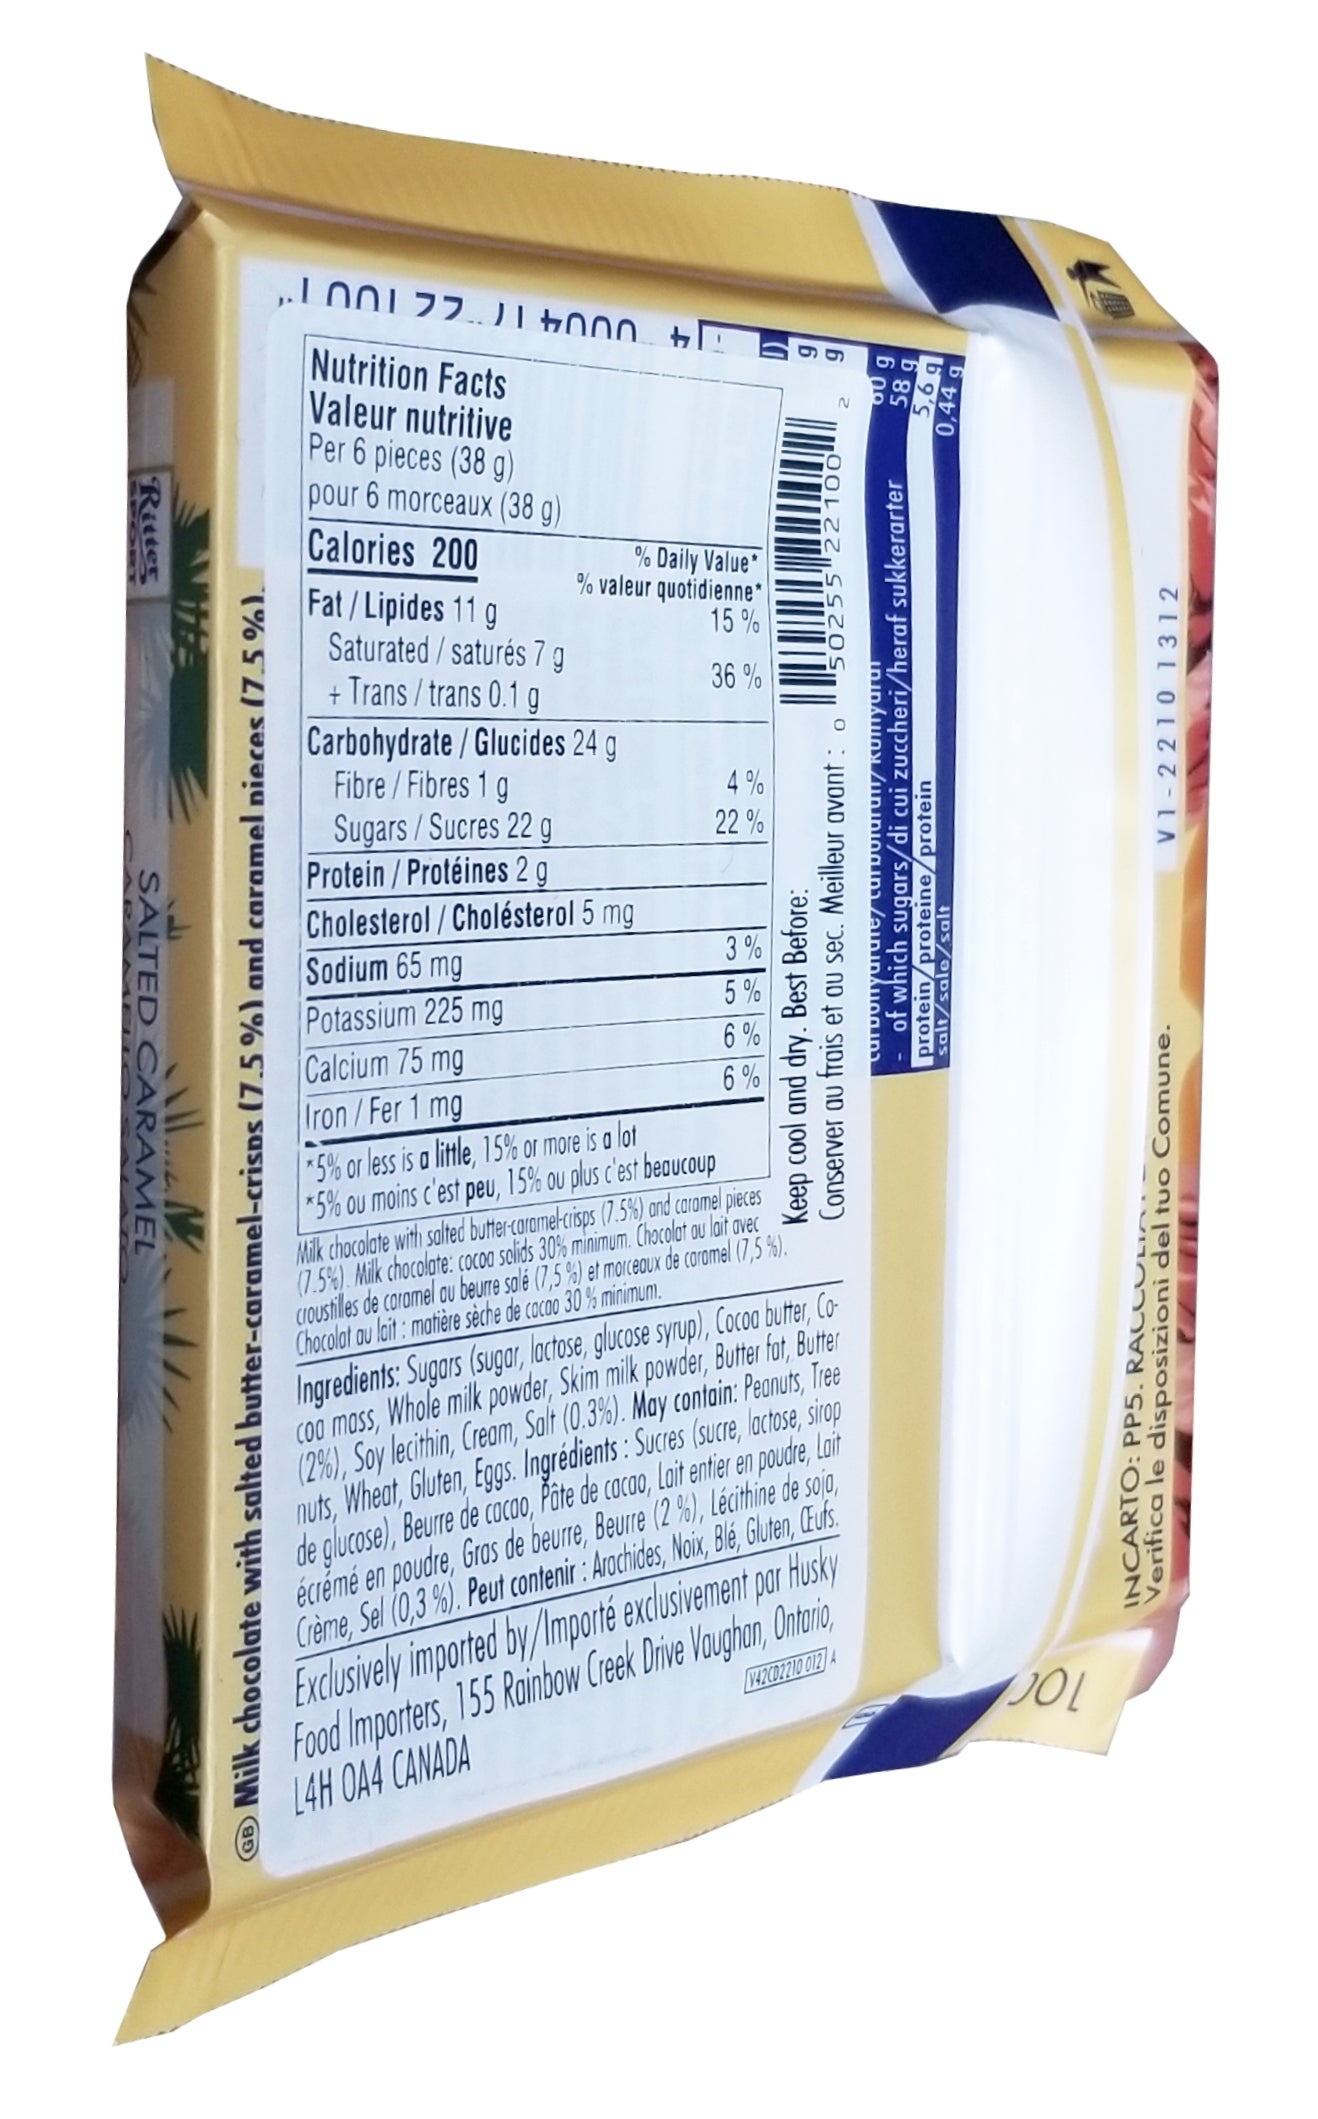 Nutrition Facts
Valeur nutritive
Per 6 pieces (38 g)
pour 6 morceaux (38 g)
Calories 200
% Daily Value*
% valeur quotidienne*
Fat / Lipides 11 g 15 %
Saturated / saturés 7 g
+ Trans / trans 0.1 g 36 %
Carbohydrate / Glucides 24 g
Fibre / Fibres 1 g 4 %
Sugars / Sucres 22 g 22 %
Protein / Protéines 2 g
Cholesterol / Cholésterol 5 mg
Sodium 65 mg 3 %
Potassium 225 mg 5 %
Calcium 75 mg 6 %
Iron / Fer 1 mg 6 %
*5% or less is a little, 15% or more is a lot
*5% ou moins c'est peu, 15% ou plus c'est beaucoup
Milk chocolate with salted butter-caramel-crisps (7.5%) and caramel pieces
(7.5%). Milk chocolate: cocoa solids 30% minimum. Chocolat au lait avec
croustilles de caramel au beurre salé (7,5 %) et morceaux de caramel (7,5 %).
Chocolat au lait : matière sèche de cacao 30 % minimum.
Ingredients: Sugars (sugar, lactose, glucose syrup), Cocoa butter, Co-
coa mass, Whole milk powder, Skim milk powder, Butter fat, Butter
(2%), Soy lecithin, Cream, Salt (0.3%). May contain: Peanuts, Tree
nuts, Wheat, Gluten, Eggs. Ingrédients : Sucres (sucre, lactose, sirop
de glucose), Beurre de cacao, Pâte de cacao, Lait entier en poudre, Lait
écrémé en poudre, Gras de beurre, Beurre (2 %), Lécithine de soja,
Crème, Sel (0,3 %). Peut contenir : Arachides, Noix, Blé, Gluten, Œufs.
Exclusively imported by/Importé exclusivement par Husky
Food Importers, 155 Rainbow Creek Drive Vaughan, Ontario,
L4H 0A4 CANADA
V42CD2210 012 A
Keep cool and dry. Best Before:
Conserver au frais et au sec. Meilleur avant :
0 50255 22100 2
60 g
- of which sugars/di cui zuccheri/heraf sukkerarter 58 g
protein/proteine/protein 5,6 g
salt/sale/salt 0,44 g
GB Milk chocolate with salted butter-caramel-crisps (7.5 %) and caramel pieces (7.5 %).
Ritter
SPORT
SALTED CARAMEL
V1-2210 1312
INCARTO: PP5.
Verifica le disposizioni del tuo Comune.